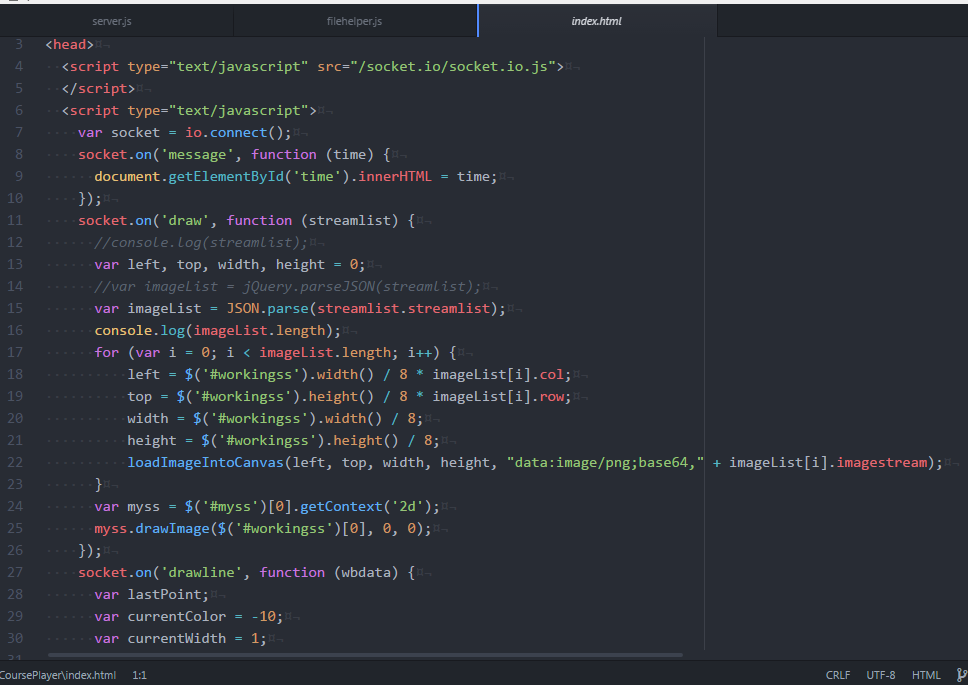 server.js filehelper.js index.html
3 <head>
4 <script type="text/javascript" src="/socket.io/socket.io.js">
5 </script>
6 <script type="text/javascript">
7 var socket = io.connect();
8 socket.on('message', function (time) {
9 document.getElementById('time').innerHTML = time;
10 });
11 socket.on('draw', function (streamlist) {
12 //console.log(streamlist);
13 var left, top, width, height = 0;
14 //var imageList = jQuery.parseJSON(streamlist);
15 var imageList = JSON.parse(streamlist.streamlist);
16 console.log(imageList.length);
17 for (var i = 0; i < imageList.length; i++) {
18 left = $('#workingss').width() / 8 * imageList[i].col;
19 top = $('#workingss').height() / 8 * imageList[i].row;
20 width = $('#workingss').width() / 8;
21 height = $('#workingss').height() / 8;
22 loadImageIntoCanvas(left, top, width, height, "data:image/png;base64," + imageList[i].imagestream);
23 }
24 var myss = $('#myss')[0].getContext('2d');
25 myss.drawImage($('#workingss')[0], 0, 0);
26 });
27 socket.on('drawline', function (wbdata) {
28 var lastPoint;
29 var currentColor = -10;
30 var currentWidth = 1;
31
CoursePlayer\index.html 1:1 CRLF UTF-8 HTML